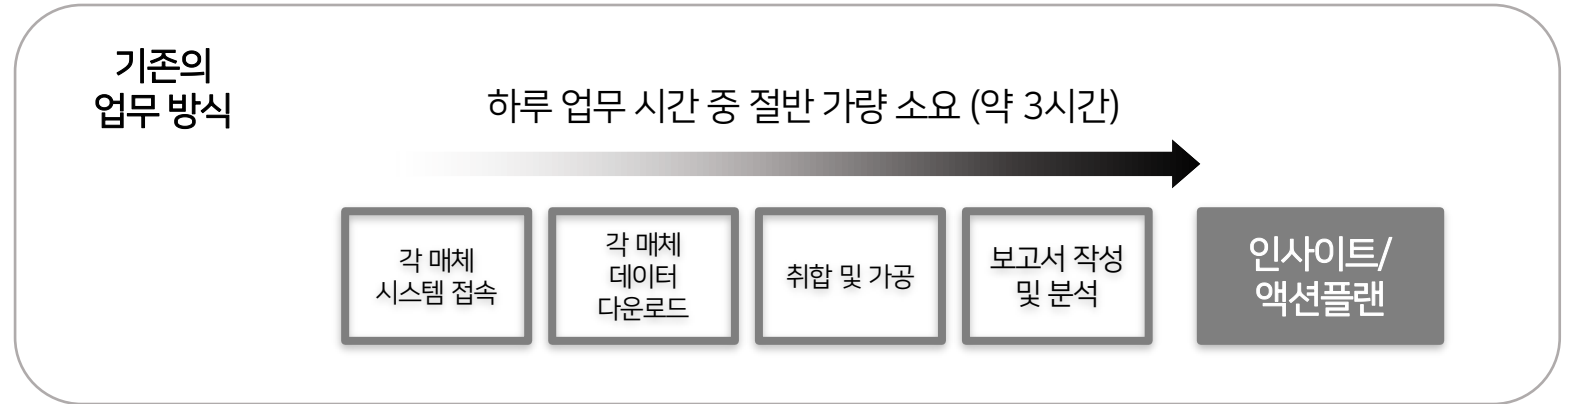 기존의
업무 방식
하루 업무 시간 중 절반 가량 소요 (약 3시간)
각 매체
시스템 접속
각 매체
데이터
다운로드
취합 및 가공
보고서 작성
및 분석
인사이트/
액션플랜